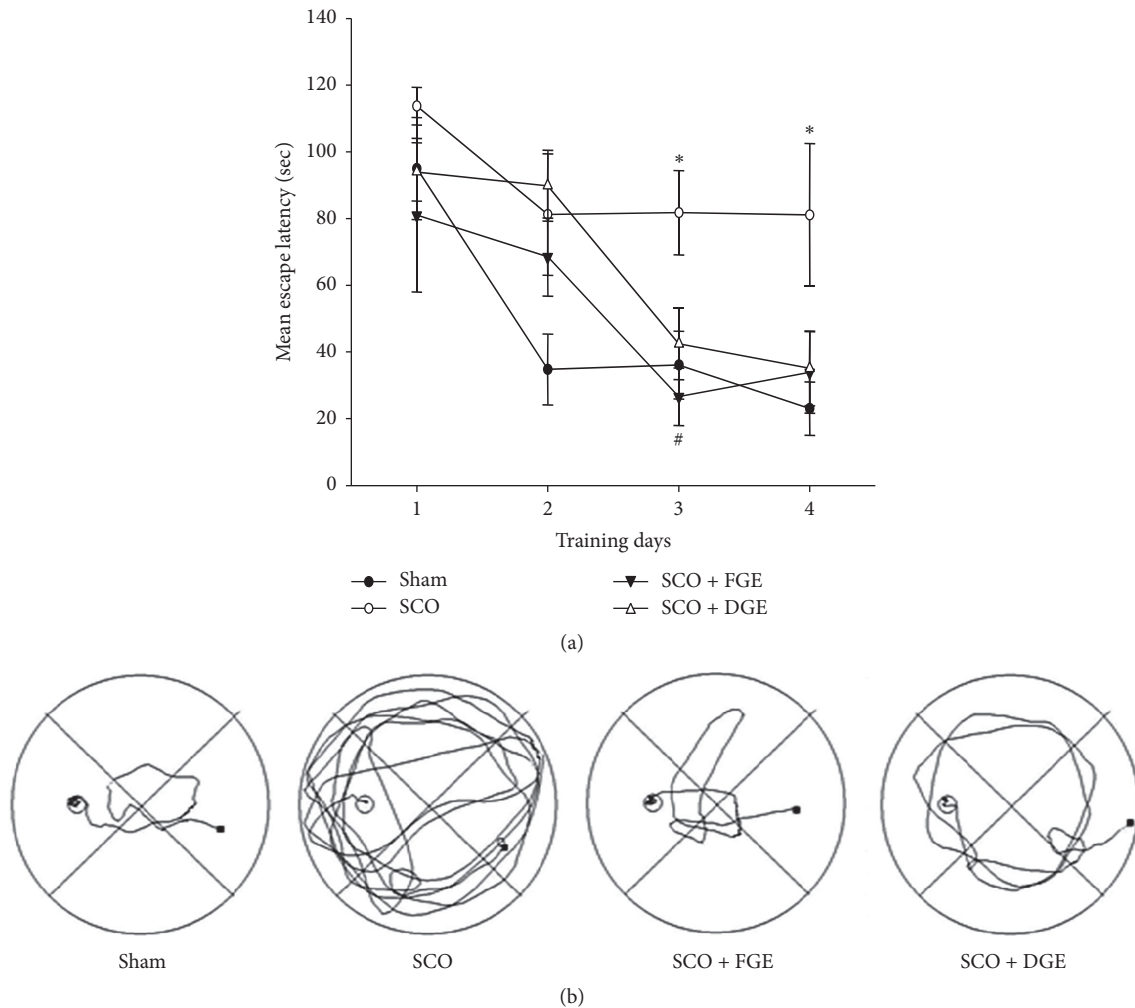 140
120
100
80
60
40
20
0
Mean escape latency (sec)
*
*
#
1 2 3 4
Training days
Sham
SCO + FGE
SCO
SCO + DGE
(a)
Sham SCO SCO + FGE SCO + DGE
(b)